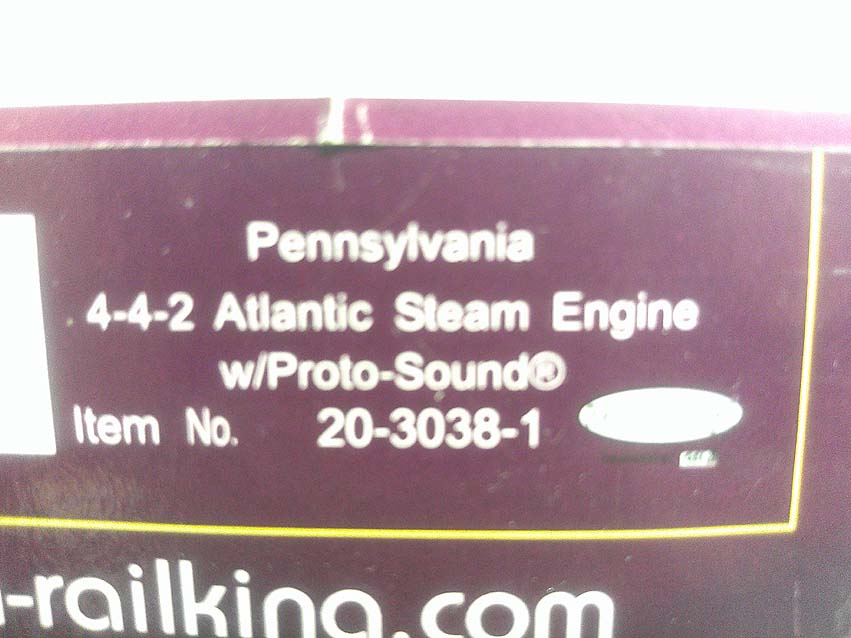 Pennsylvania
4-4-2 Atlantic Steam Engine
w/Proto-Sound®
Item No. 20-3038-1
-railking.com